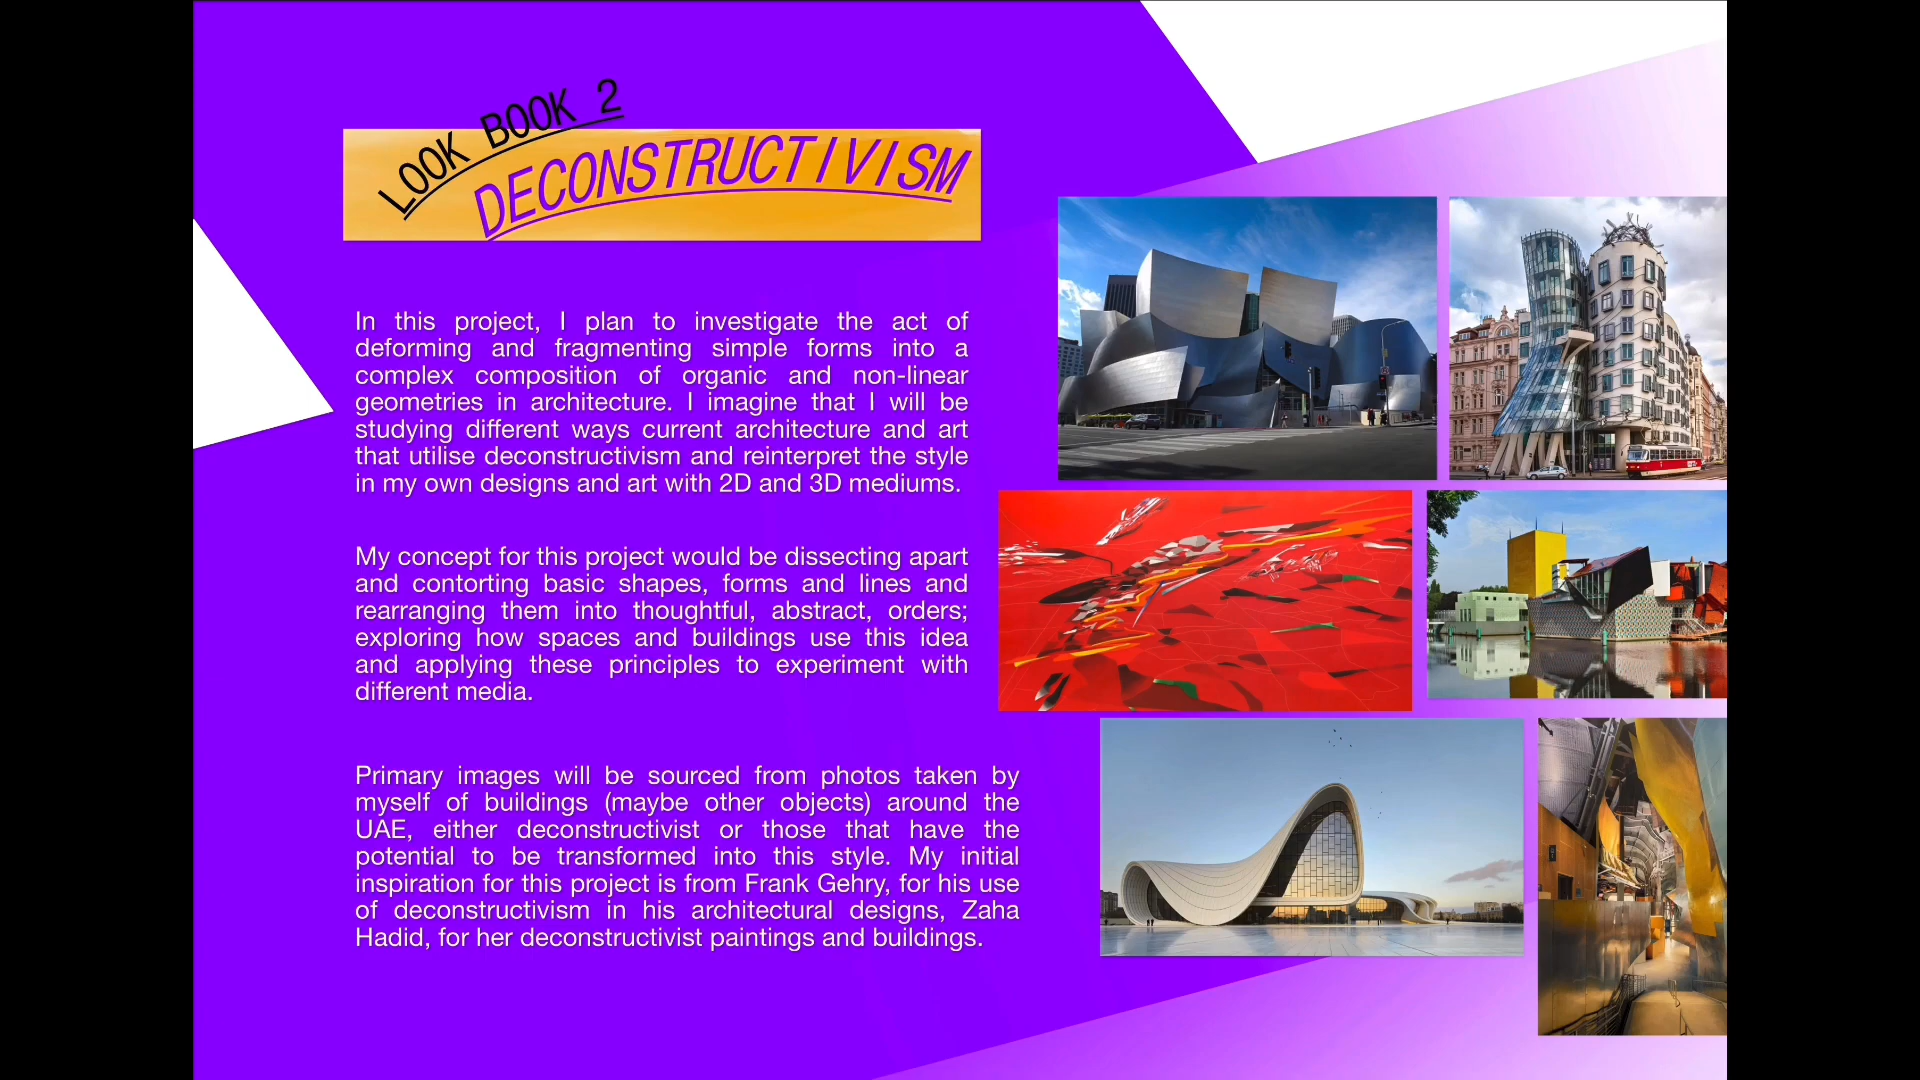 LOOK BOOK 2
DECONSTRUCTIVISM
In this project, I plan to investigate the act of
deforming and fragmenting simple forms into a
complex composition of organic and non-linear
geometries in architecture. I imagine that I will be
studying different ways current architecture and art
that utilise deconstructivism and reinterpret the style
in my own designs and art with 2D and 3D mediums.
My concept for this project would be dissecting apart
and contorting basic shapes, forms and lines and
rearranging them into thoughtful, abstract, orders;
exploring how spaces and buildings use this idea
and applying these principles to experiment with
different media.
Primary images will be sourced from photos taken by
myself of buildings (maybe other objects) around the
UAE, either deconstructivist or those that have the
potential to be transformed into this style. My initial
inspiration for this project is from Frank Gehry, for his use
of deconstructivism in his architectural designs, Zaha
Hadid, for her deconstructivist paintings and buildings.